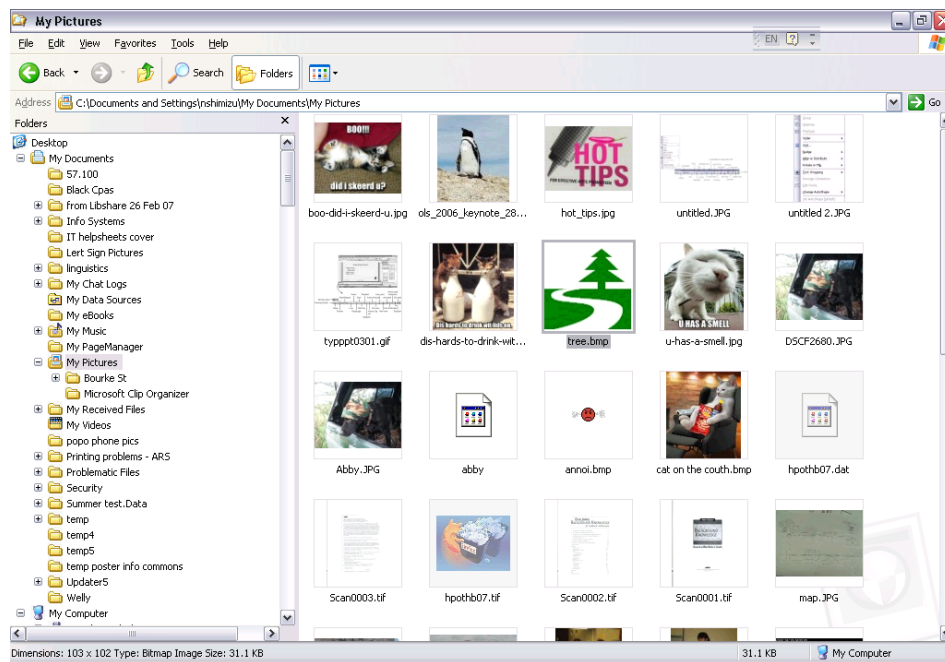 My Pictures
File Edit View Favorites Tools Help
EN
Back Search Folders
Address C:\Documents and Settings\nshimizu\My Documents\My Pictures Go
Folders
Desktop
My Documents
57.100
Black Cpas
from Libshare 26 Feb 07
Info Systems
IT helpsheets cover
Lert Sign Pictures
linguistics
My Chat Logs
My Data Sources
My eBooks
My Music
My PageManager
My Pictures
Bourke St
Microsoft Clip Organizer
My Received Files
My Videos
popo phone pics
Printing problems - ARS
Problematic Files
Security
Summer test.Data
temp
temp4
temp5
temp poster info commons
Updater5
Welly
My Computer
BOO!!!
did i skeerd u?
HOT
TIPS
boo-did-i-skeerd-u.jpg ols_2006_keynote_28... hot_tips.jpg untitled.JPG untitled 2.JPG
Dis hards to drink wit lids on.
U HAS A SMELL
typppt0301.gif dis-hards-to-drink-wit... tree.bmp u-has-a-smell.jpg DSCF2680.JPG
Abby.JPG abby annoi.bmp cat on the couth.bmp hpothb07.dat
Scan0003.tif hpothb07.tif Scan0002.tif Scan0001.tif map.JPG
Dimensions: 103 x 102 Type: Bitmap Image Size: 31.1 KB 31.1 KB My Computer